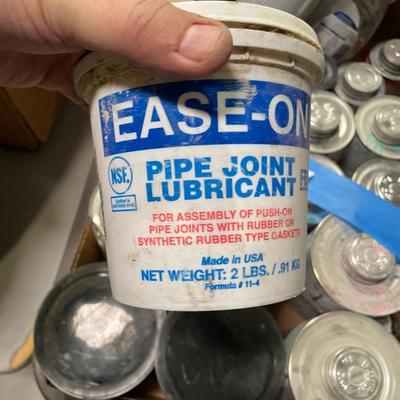 EASE-ON
NSF.
PIPE JOINT
LUBRICANT
FOR ASSEMBLY OF PUSH-ON
PIPE JOINTS WITH RUBBER OR
SYNTHETIC RUBBER TYPE GASKETS
Made in USA
NET WEIGHT: 2 LBS. / .91 KG
Formula # 11-4